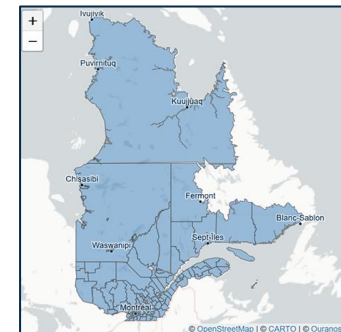 +
−
Ivujivik
Puvirnituq
Kuujjuaq
Chisasibi
Fermont
Blanc-Sablon
Sept-Îles
Waswanipi
Montréal
© OpenStreetMap | © CARTO | © Ouranos